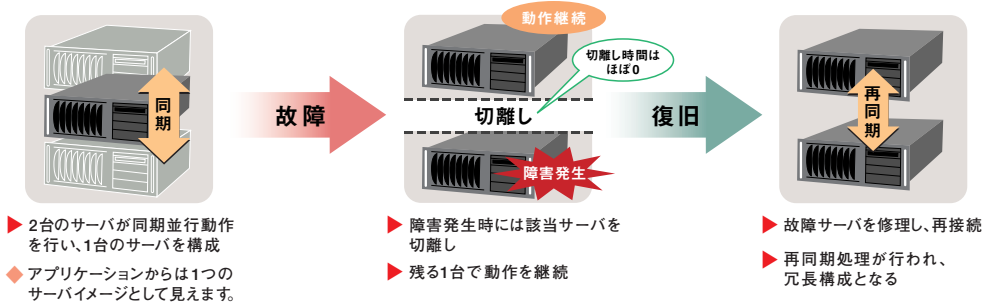 同期
▶ 2台のサーバが同期並行動作
を行い、1台のサーバを構成
◆ アプリケーションからは1つの
サーバイメージとして見えます。
故障
動作継続
切離し時間は
ほぼ0
切離し
障害発生
▶ 障害発生時には該当サーバを
切離し
▶ 残る1台で動作を継続
復旧
再同期
▶ 故障サーバを修理し、再接続
▶ 再同期処理が行われ、
冗長構成となる